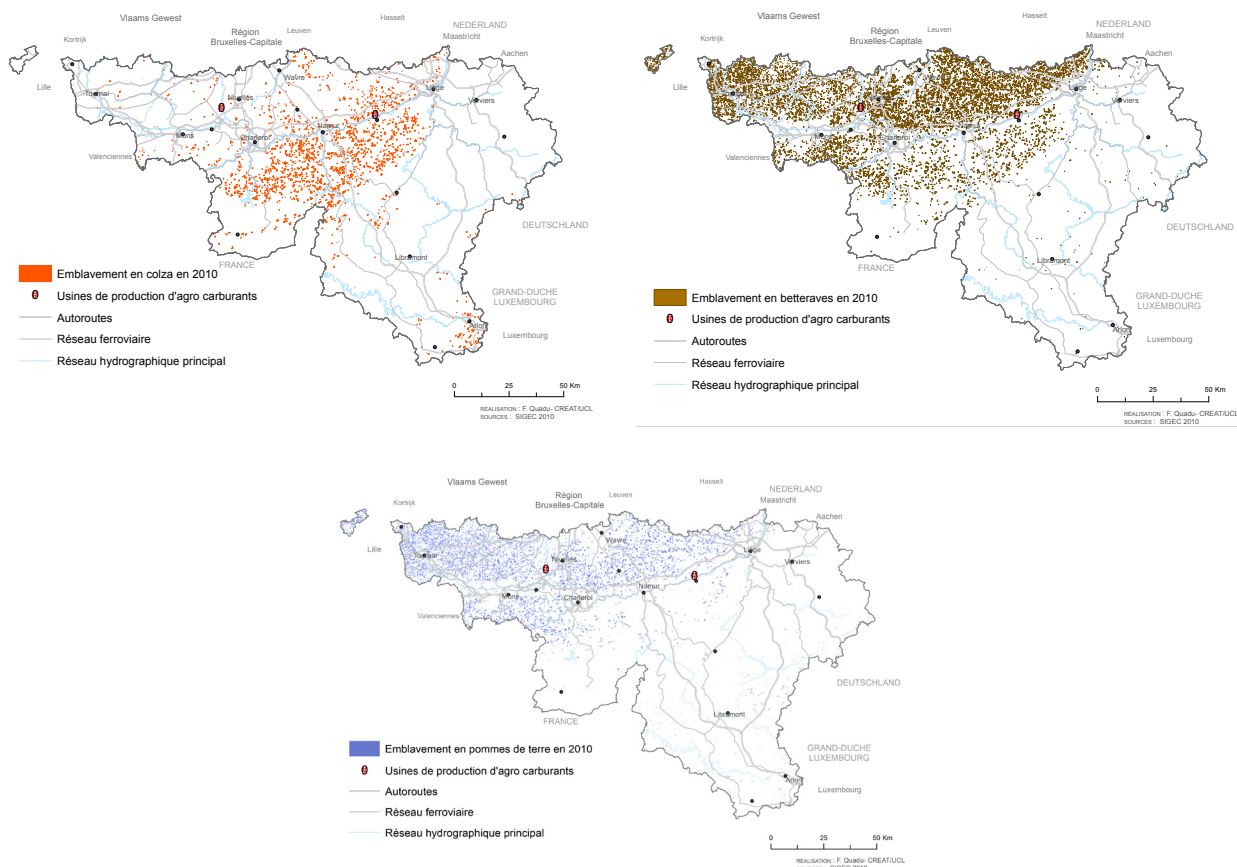 Vlaams Gewest
Hasselt
Région
Bruxelles-Capitale
Leuven
NEDERLAND
Maastricht
Kortrijk
Aachen
Lille
Wavre
Tournai
Nivelles
Liège
Verviers
Mons
Charleroi
Namur
Valenciennes
DEUTSCHLAND
Libramont
FRANCE
GRAND-DUCHE
LUXEMBOURG
Arlon
Luxembourg
Emblavement en colza en 2010
Usines de production d'agro carburants
Autoroutes
Réseau ferroviaire
Réseau hydrographique principal
0 25 50 Km
RÉALISATION : F. Quadu- CREAT/UCL
SOURCES : SIGEC 2010
Vlaams Gewest
Hasselt
Région
Bruxelles-Capitale
Leuven
NEDERLAND
Maastricht
Kortrijk
Aachen
Lille
Liège
Verviers
Charleroi
Valenciennes
DEUTSCHLAND
Libramont
FRANCE
GRAND-DUCHE
LUXEMBOURG
Arlon
Luxembourg
Emblavement en betteraves en 2010
Usines de production d'agro carburants
Autoroutes
Réseau ferroviaire
Réseau hydrographique principal
0 25 50 Km
RÉALISATION : F. Quadu- CREAT/UCL
SOURCES : SIGEC 2010
Vlaams Gewest
Hasselt
Région
Bruxelles-Capitale
Leuven
NEDERLAND
Maastricht
Kortrijk
Aachen
Lille
Wavre
Tournai
Nivelles
Liège
Verviers
Mons
Charleroi
Namur
Valenciennes
DEUTSCHLAND
Libramont
FRANCE
GRAND-DUCHE
LUXEMBOURG
Arlon
Luxembourg
Emblavement en pommes de terre en 2010
Usines de production d'agro carburants
Autoroutes
Réseau ferroviaire
Réseau hydrographique principal
0 25 50 Km
RÉALISATION : F. Quadu- CREAT/UCL